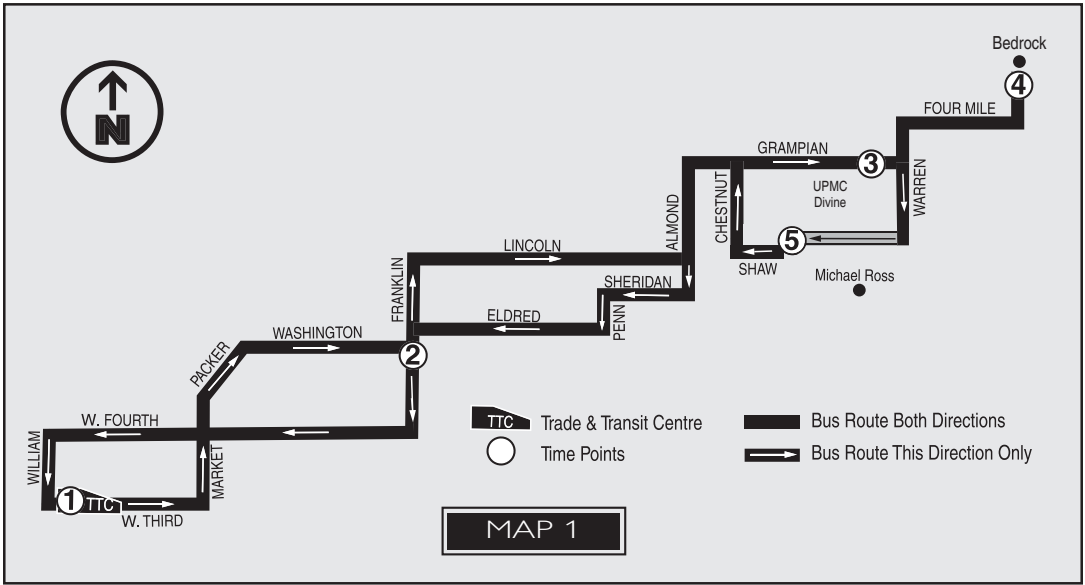 Bedrock
4
FOUR MILE
N
GRAMPIAN
3
WARREN
CHESTNUT
UPMC
Divine
ALMOND
5
SHAW
Michael Ross
LINCOLN
FRANKLIN
SHERIDAN
PENN
ELDRED
WASHINGTON
PACKER
2
W. FOURTH
WILLIAM
MARKET
1
TTC
W. THIRD
TTC Trade & Transit Centre
Time Points
Bus Route Both Directions
Bus Route This Direction Only
MAP 1